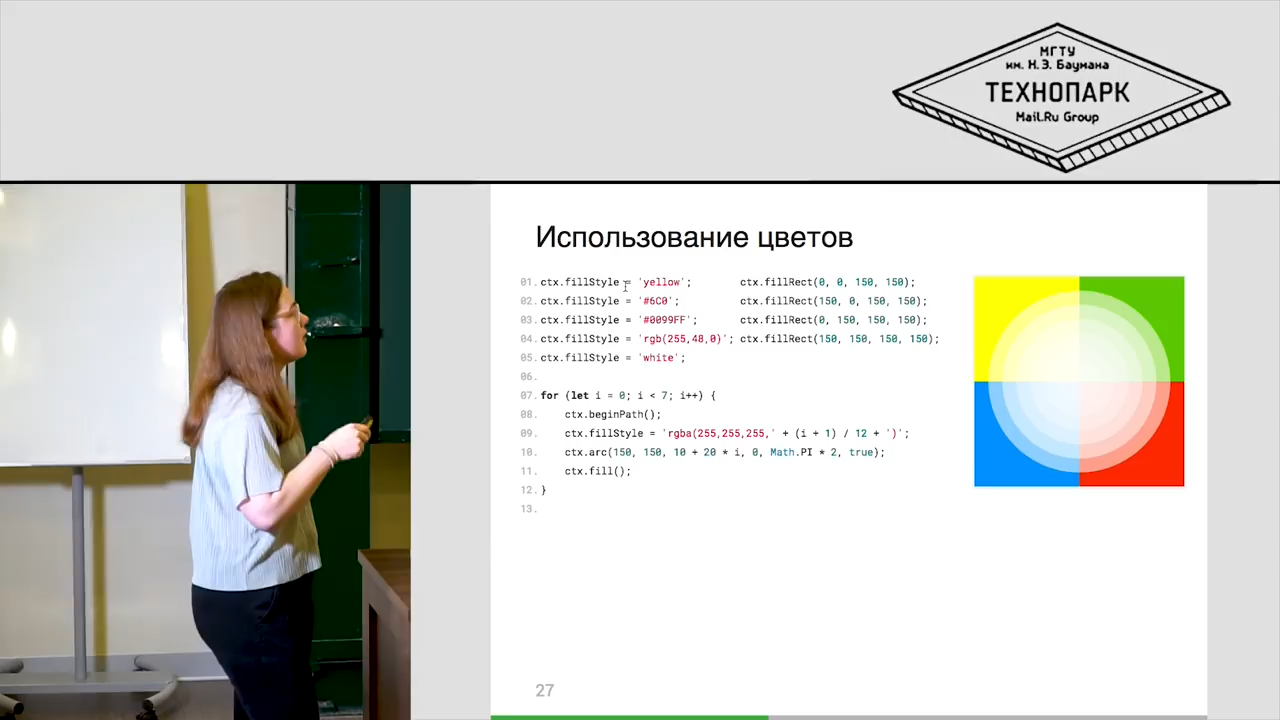 МГТУ
им. Н.Э. Баумана
ТЕХНОПАРК
Mail.Ru Group
Использование цветов
01. ctx.fillStyle = 'yellow'; ctx.fillRect(0, 0, 150, 150);
02. ctx.fillStyle = '#6C0'; ctx.fillRect(150, 0, 150, 150);
03. ctx.fillStyle = '#0099FF'; ctx.fillRect(0, 150, 150, 150);
04. ctx.fillStyle = 'rgb(255,48,0)'; ctx.fillRect(150, 150, 150, 150);
05. ctx.fillStyle = 'white';
06.
07. for (let i = 0; i < 7; i++) {
08. ctx.beginPath();
09. ctx.fillStyle = 'rgba(255,255,255,' + (i + 1) / 12 + ')';
10. ctx.arc(150, 150, 10 + 20 * i, 0, Math.PI * 2, true);
11. ctx.fill();
12. }
13.
27